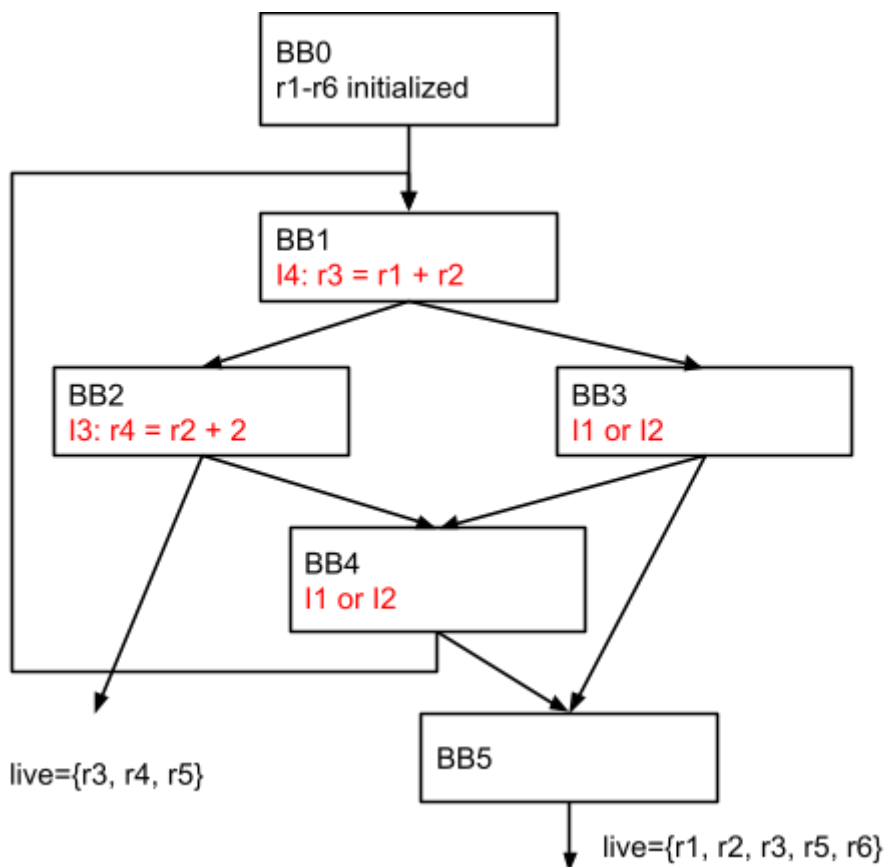 BB0
r1-r6 initialized
BB1
I4: r3 = r1 + r2
BB2
I3: r4 = r2 + 2
BB3
I1 or I2
BB4
I1 or I2
live={r3, r4, r5}
BB5
live={r1, r2, r3, r5, r6}